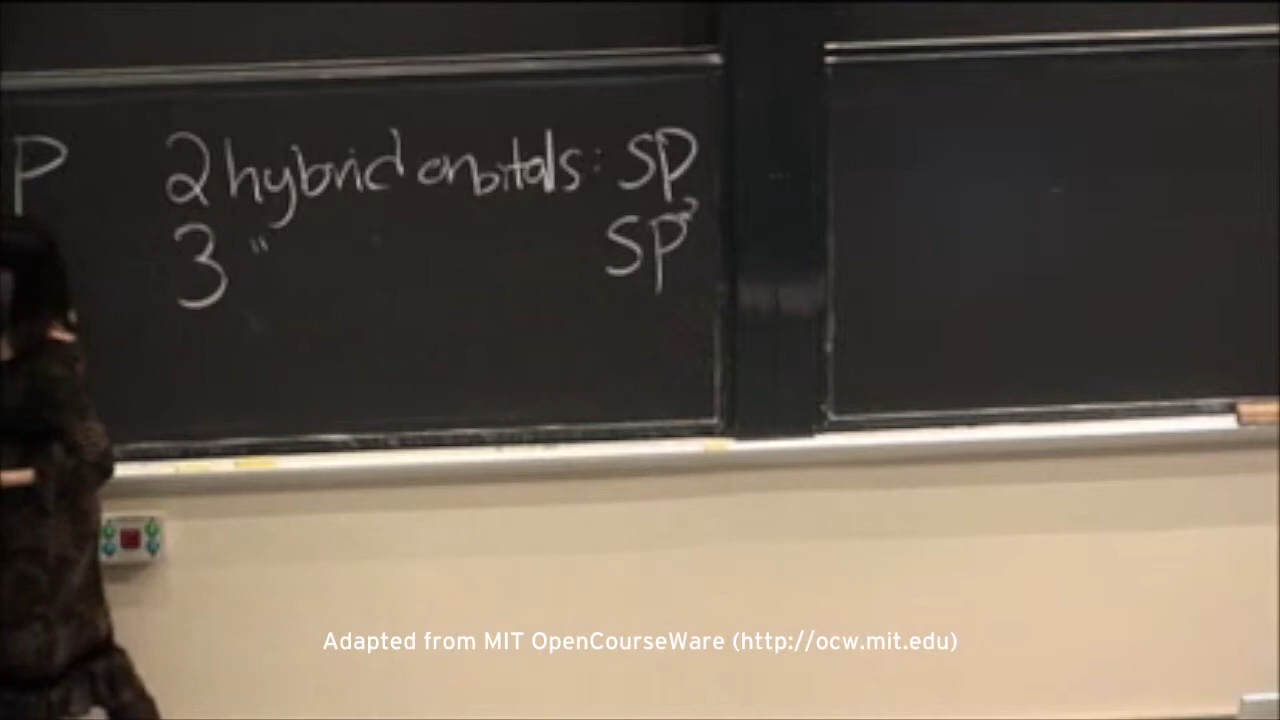 P 2 hybrid orbitals: SP
3 " SP²
Adapted from MIT OpenCourseWare (http://ocw.mit.edu)